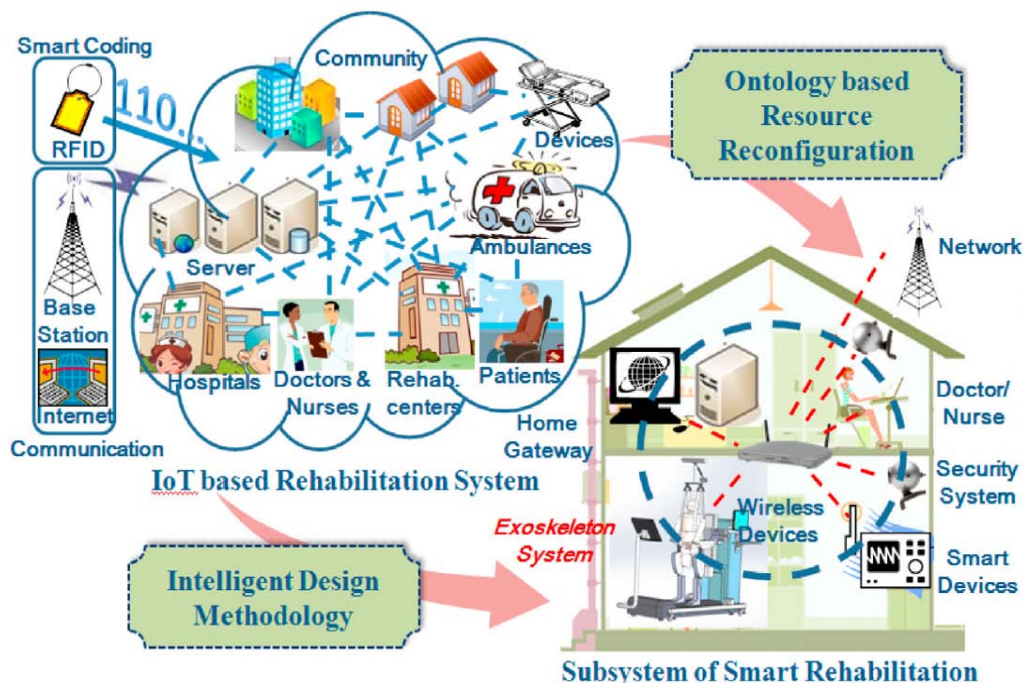 Smart Coding
RFID
110...
Base
Station
Internet
Communication
Community
Devices
Server
Ambulances
Hospitals
Doctors &
Nurses
Rehab.
centers
Patients
IoT based Rehabilitation System
Ontology based
Resource
Reconfiguration
Intelligent Design
Methodology
Network
Home
Gateway
Doctor/
Nurse
Security
System
Wireless
Devices
Exoskeleton
System
Smart
Devices
Subsystem of Smart Rehabilitation